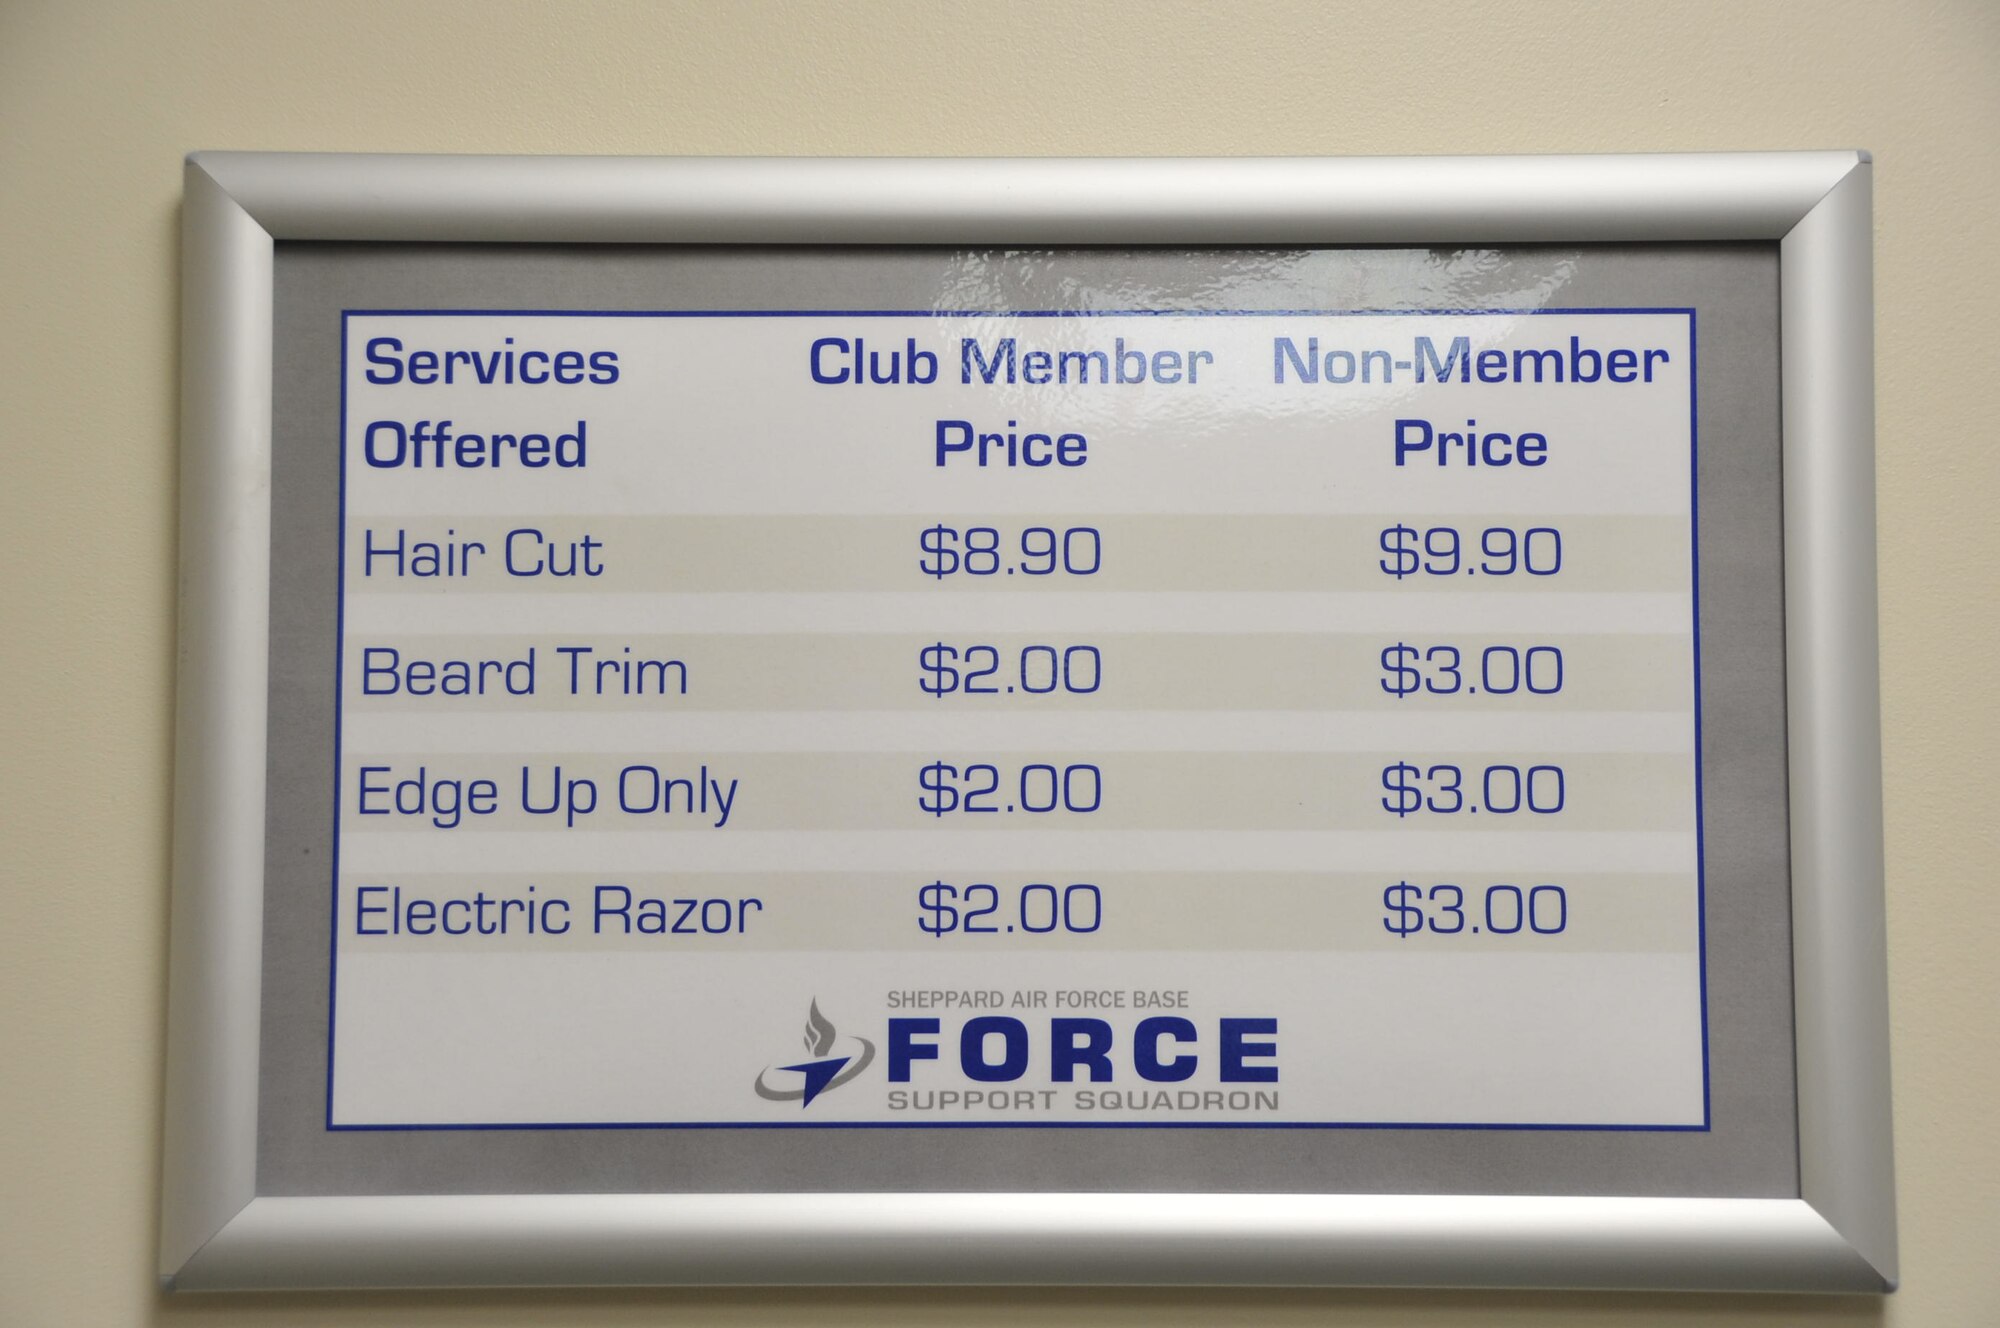 Services Club Member Non-Member
Offered Price Price
Hair Cut $8.90 $9.90
Beard Trim $2.00 $3.00
Edge Up Only $2.00 $3.00
Electric Razor $2.00 $3.00
SHEPPARD AIR FORCE BASE
FORCE
SUPPORT SQUADRON